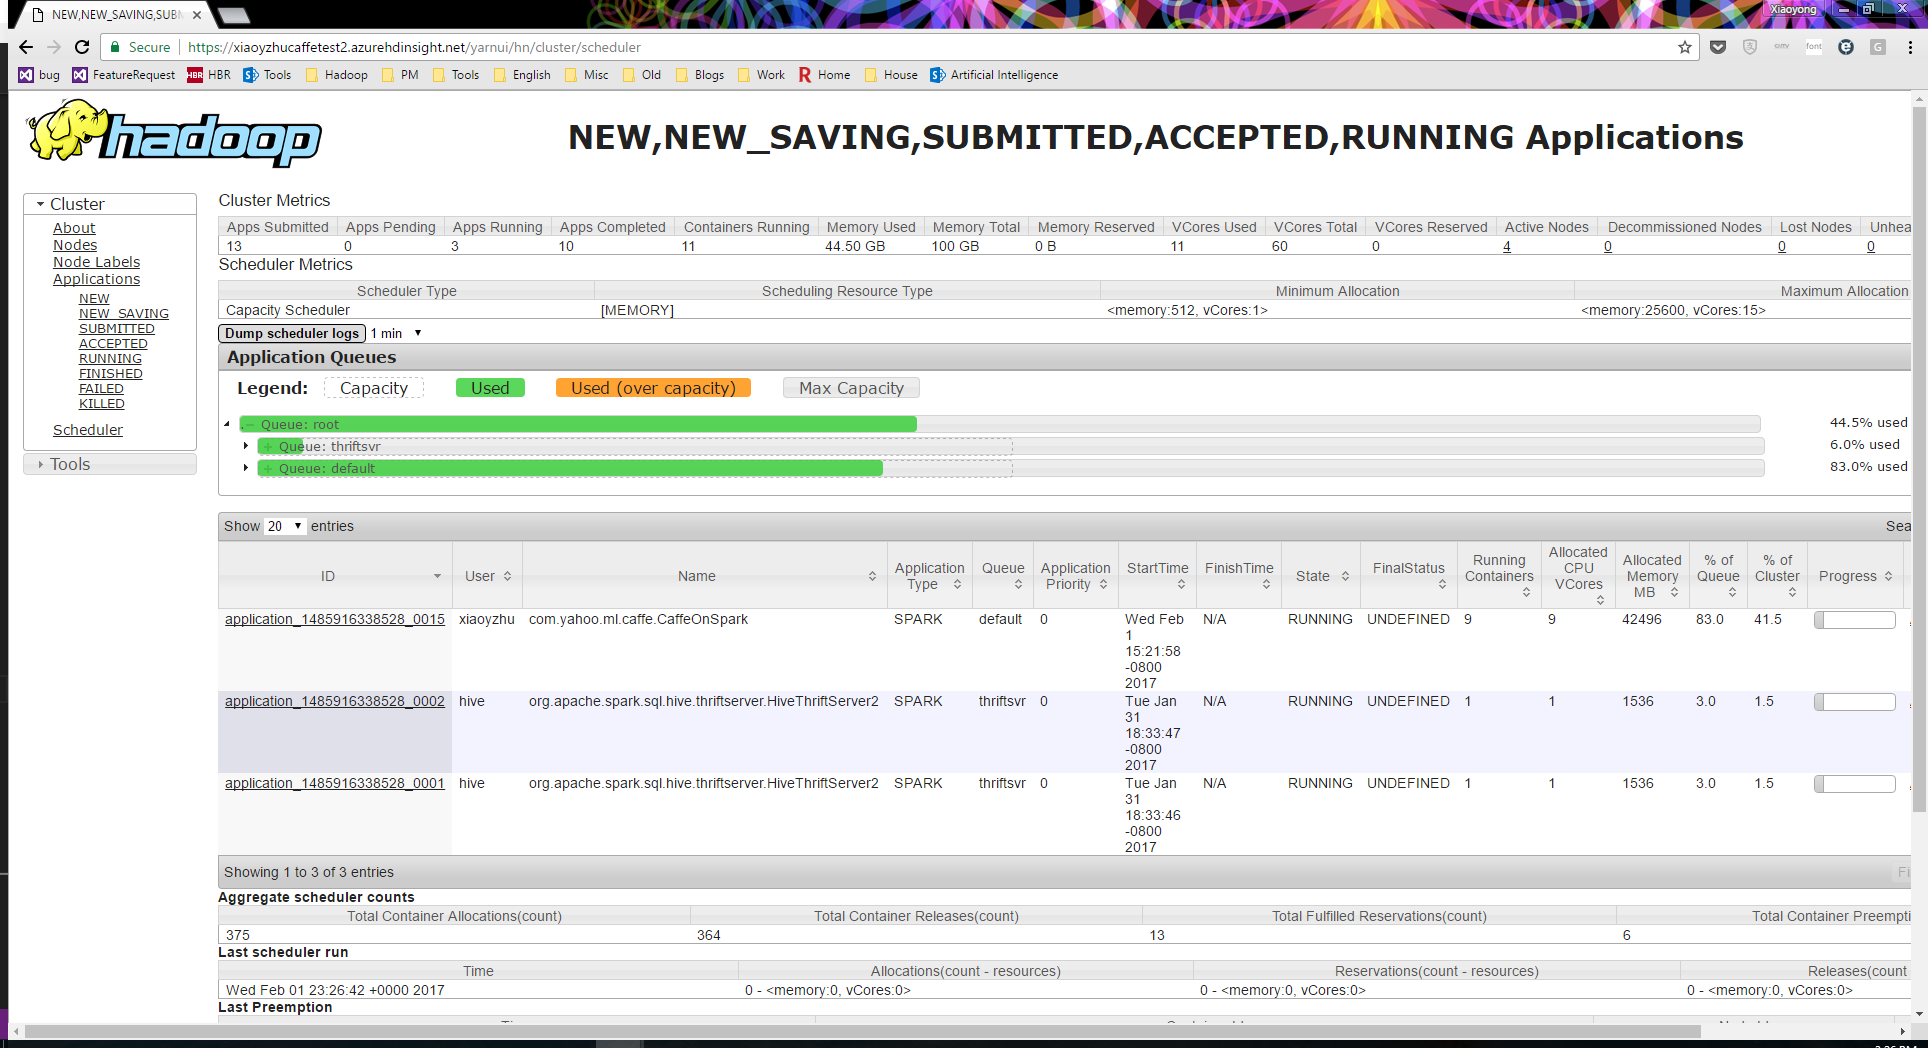 NEW,NEW_SAVING,SUBM
Xiaoyong
Secure https://xiaoyzhucaffetest2.azurehdinsight.net/yarnui/hn/cluster/scheduler
bug FeatureRequest HBR HBR Tools Hadoop PM Tools English Misc Old Blogs Work R Home House Artificial Intelligence
hadoop
NEW,NEW_SAVING,SUBMITTED,ACCEPTED,RUNNING Applications
Cluster
About
Nodes
Node Labels
Applications
NEW
NEW_SAVING
SUBMITTED
ACCEPTED
RUNNING
FINISHED
FAILED
KILLED
Scheduler
Tools
Cluster Metrics
Apps Submitted Apps Pending Apps Running Apps Completed Containers Running Memory Used Memory Total Memory Reserved VCores Used VCores Total VCores Reserved Active Nodes Decommissioned Nodes Lost Nodes Unhea
13 0 3 10 11 44.50 GB 100 GB 0 B 11 60 0 4 0 0 0
Scheduler Metrics
Scheduler Type Scheduling Resource Type Minimum Allocation Maximum Allocation
Capacity Scheduler [MEMORY] <memory:512, vCores:1> <memory:25600, vCores:15>
Dump scheduler logs 1 min
Application Queues
Legend: Capacity Used Used (over capacity) Max Capacity
Queue: root 44.5% used
Queue: thriftsvr 6.0% used
Queue: default 83.0% used
Show 20 entries Sea
ID User Name Application Type Queue Application Priority StartTime FinishTime State FinalStatus Running Containers Allocated CPU VCores Allocated Memory MB % of Queue % of Cluster Progress
application_1485916338528_0015 xiaoyzhu com.yahoo.ml.caffe.CaffeOnSpark SPARK default 0 Wed Feb 1 15:21:58 -0800 2017 N/A RUNNING UNDEFINED 9 9 42496 83.0 41.5
application_1485916338528_0002 hive org.apache.spark.sql.hive.thriftserver.HiveThriftServer2 SPARK thriftsvr 0 Tue Jan 31 18:33:47 -0800 2017 N/A RUNNING UNDEFINED 1 1 1536 3.0 1.5
application_1485916338528_0001 hive org.apache.spark.sql.hive.thriftserver.HiveThriftServer2 SPARK thriftsvr 0 Tue Jan 31 18:33:46 -0800 2017 N/A RUNNING UNDEFINED 1 1 1536 3.0 1.5
Showing 1 to 3 of 3 entries Fi
Aggregate scheduler counts
Total Container Allocations(count) Total Container Releases(count) Total Fulfilled Reservations(count) Total Container Preempti
375 364 13 6
Last scheduler run
Time Allocations(count - resources) Reservations(count - resources) Releases(count
Wed Feb 01 23:26:42 +0000 2017 0 - <memory:0, vCores:0> 0 - <memory:0, vCores:0> 0 - <memory:0, vCores:0>
Last Preemption